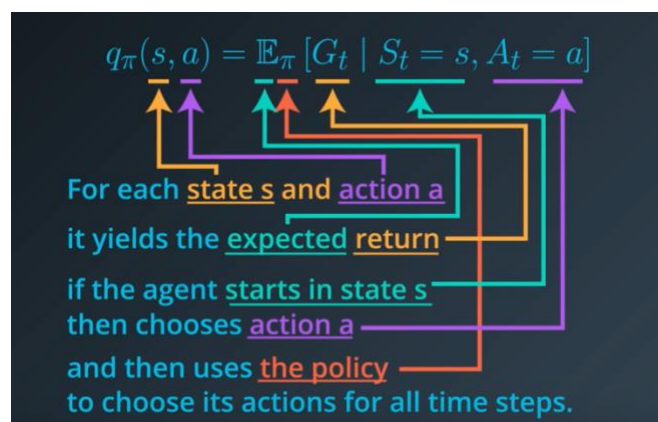 qπ(s, a) = 𝔼π [Gt | St = s, At = a]
For each state s and action a
it yields the expected return
if the agent starts in state s
then chooses action a
and then uses the policy
to choose its actions for all time steps.